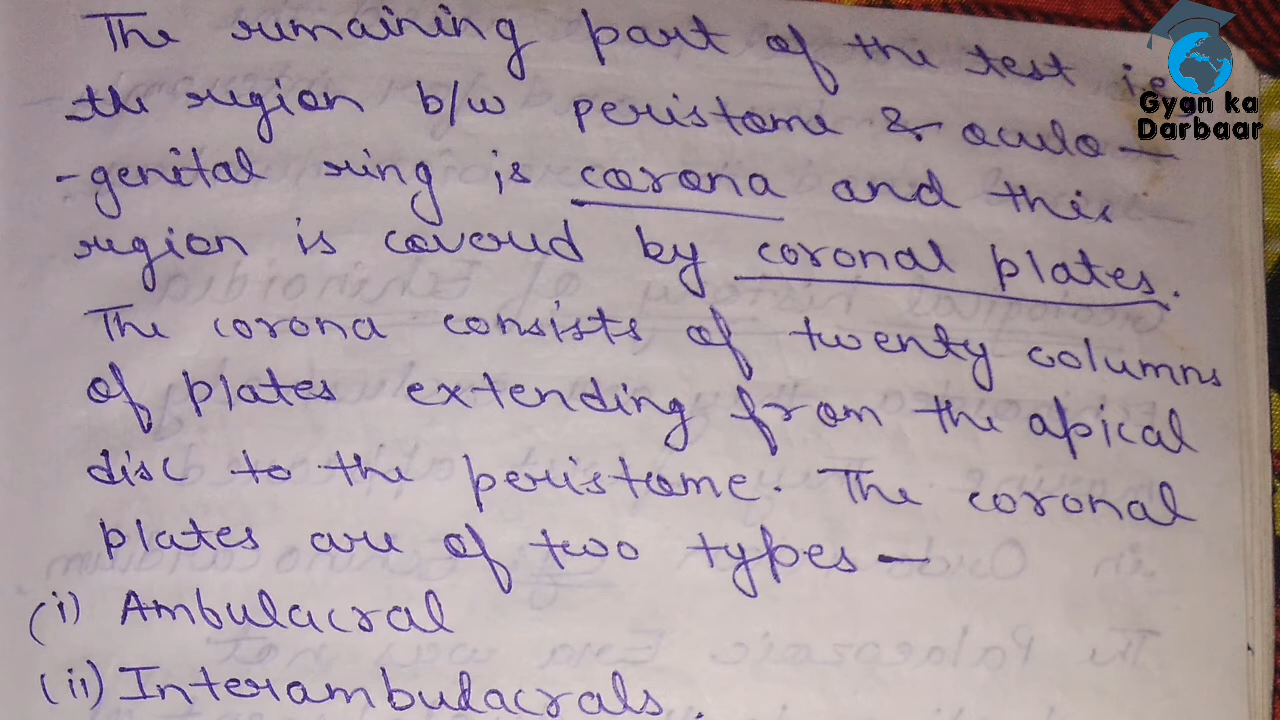 The remaining part of the test i.e
the region b/w peristome & oculo-
-genital ring is corona and this
region is coverd by coronal plates.
The corona consists of twenty columns
of plates extending from the apical
disc to the peristome. The coronal
plates are of two types -
(i) Ambulacral
(ii) Interambulacrals.
Gyan ka
Darbaar